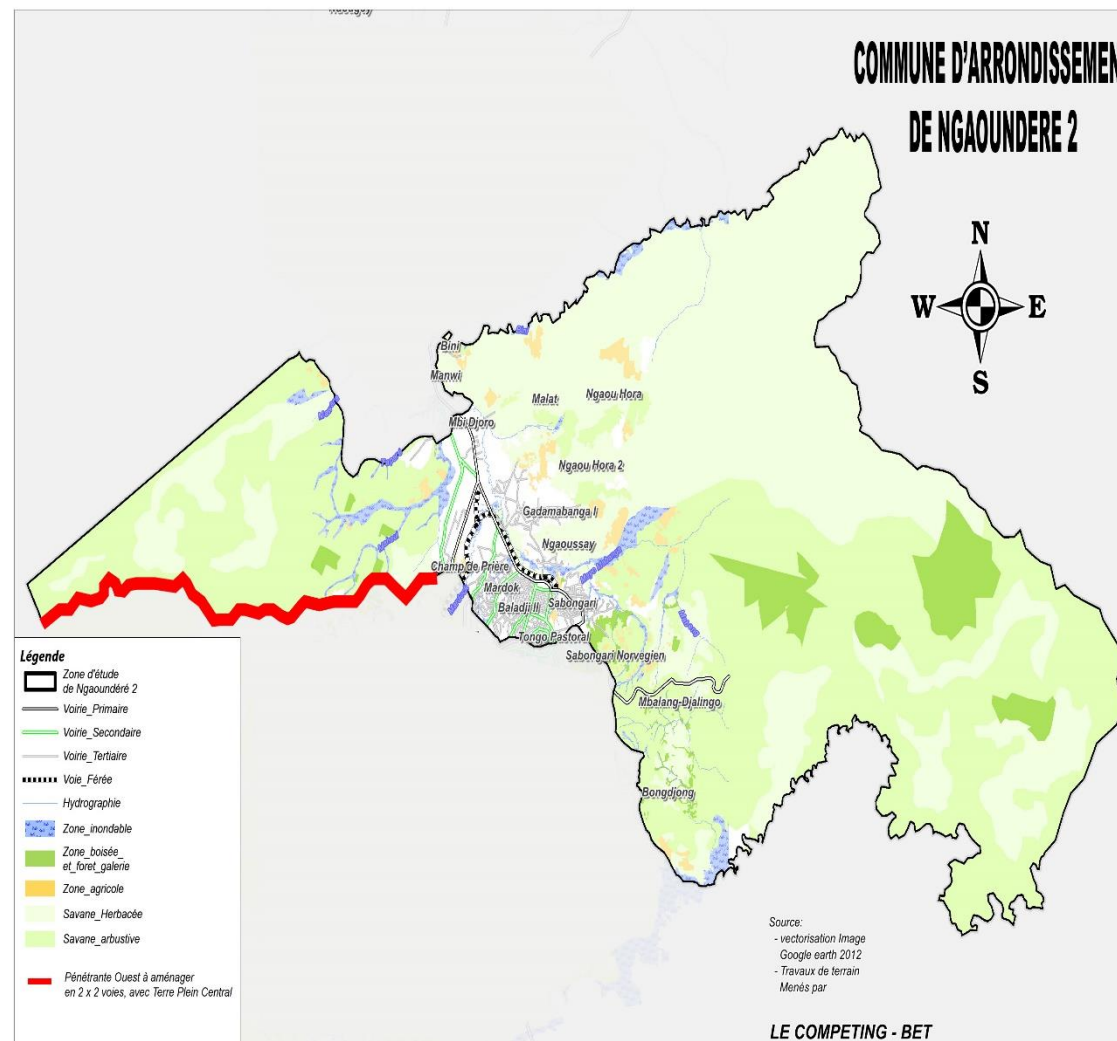 COMMUNE D'ARRONDISSEMEN
DE NGAOUNDERE 2
N
W
E
S
Bini
Manwi
Malat
Ngaou Hora
Mbi Djoro
Ngaou Hora 2
Gadamabanga I
Ngaoussay
Champ de Prière
Mardok
Baladji II
Sabongari
Tongo Pastoral
Sabongari Norvegien
Mbaiang-Djalingo
Bongdjong
Légende
Zone d'étude
de Ngaoundéré 2
Voirie_Primaire
Voirie_Secondaire
Voirie_Tertiaire
Voie_Férée
Hydrographie
Zone_inondable
Zone_boisée_
et_foret_galerie
Zone_agricole
Savane_Herbacée
Savane_arbustive
Pénétrante Ouest à aménager
en 2 x 2 voies, avec Terre Plein Central
Source:
- vectorisation Image
Google earth 2012
- Travaux de terrain
Menés par
LE COMPETING - BET